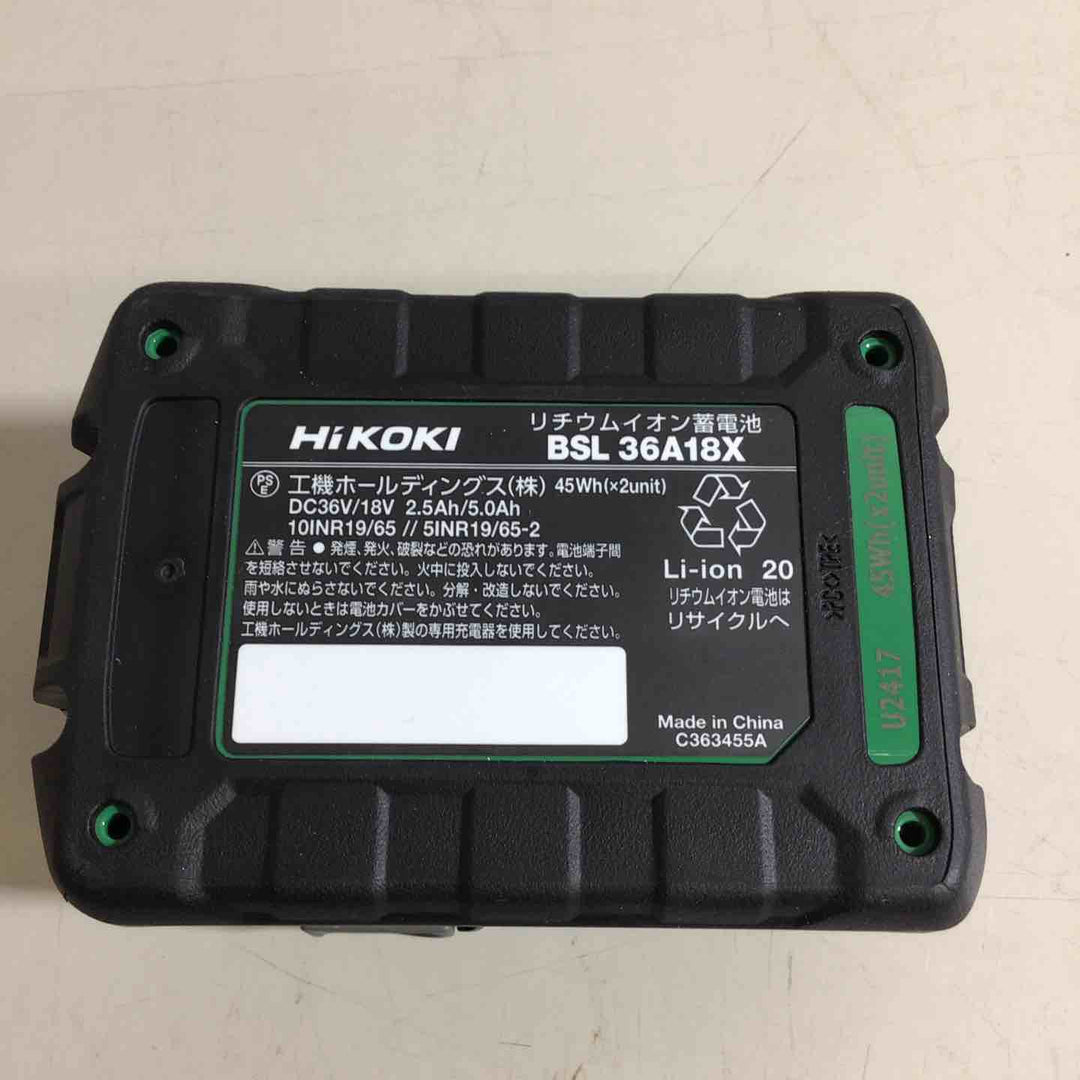 HiKOKI
リチウムイオン蓄電池
BSL 36A18X
PSE 工機ホールディングス(株) 45Wh(×2unit)
DC36V/18V 2.5Ah/5.0Ah
10INR19/65 // 5INR19/65-2
⚠警告 ● 発煙、発火、破裂などの恐れがあります。電池端子間
を短絡させないでください。火中に投入しないでください。
雨や水にぬらさないでください。分解・改造しないでください。
使用しないときは電池カバーをかぶせてください。
工機ホールディングス(株)製の専用充電器を使用してください。
Li-ion 20
リチウムイオン電池は
リサイクルへ
Made in China
C363455A
U2417 45Wh(x2unit)